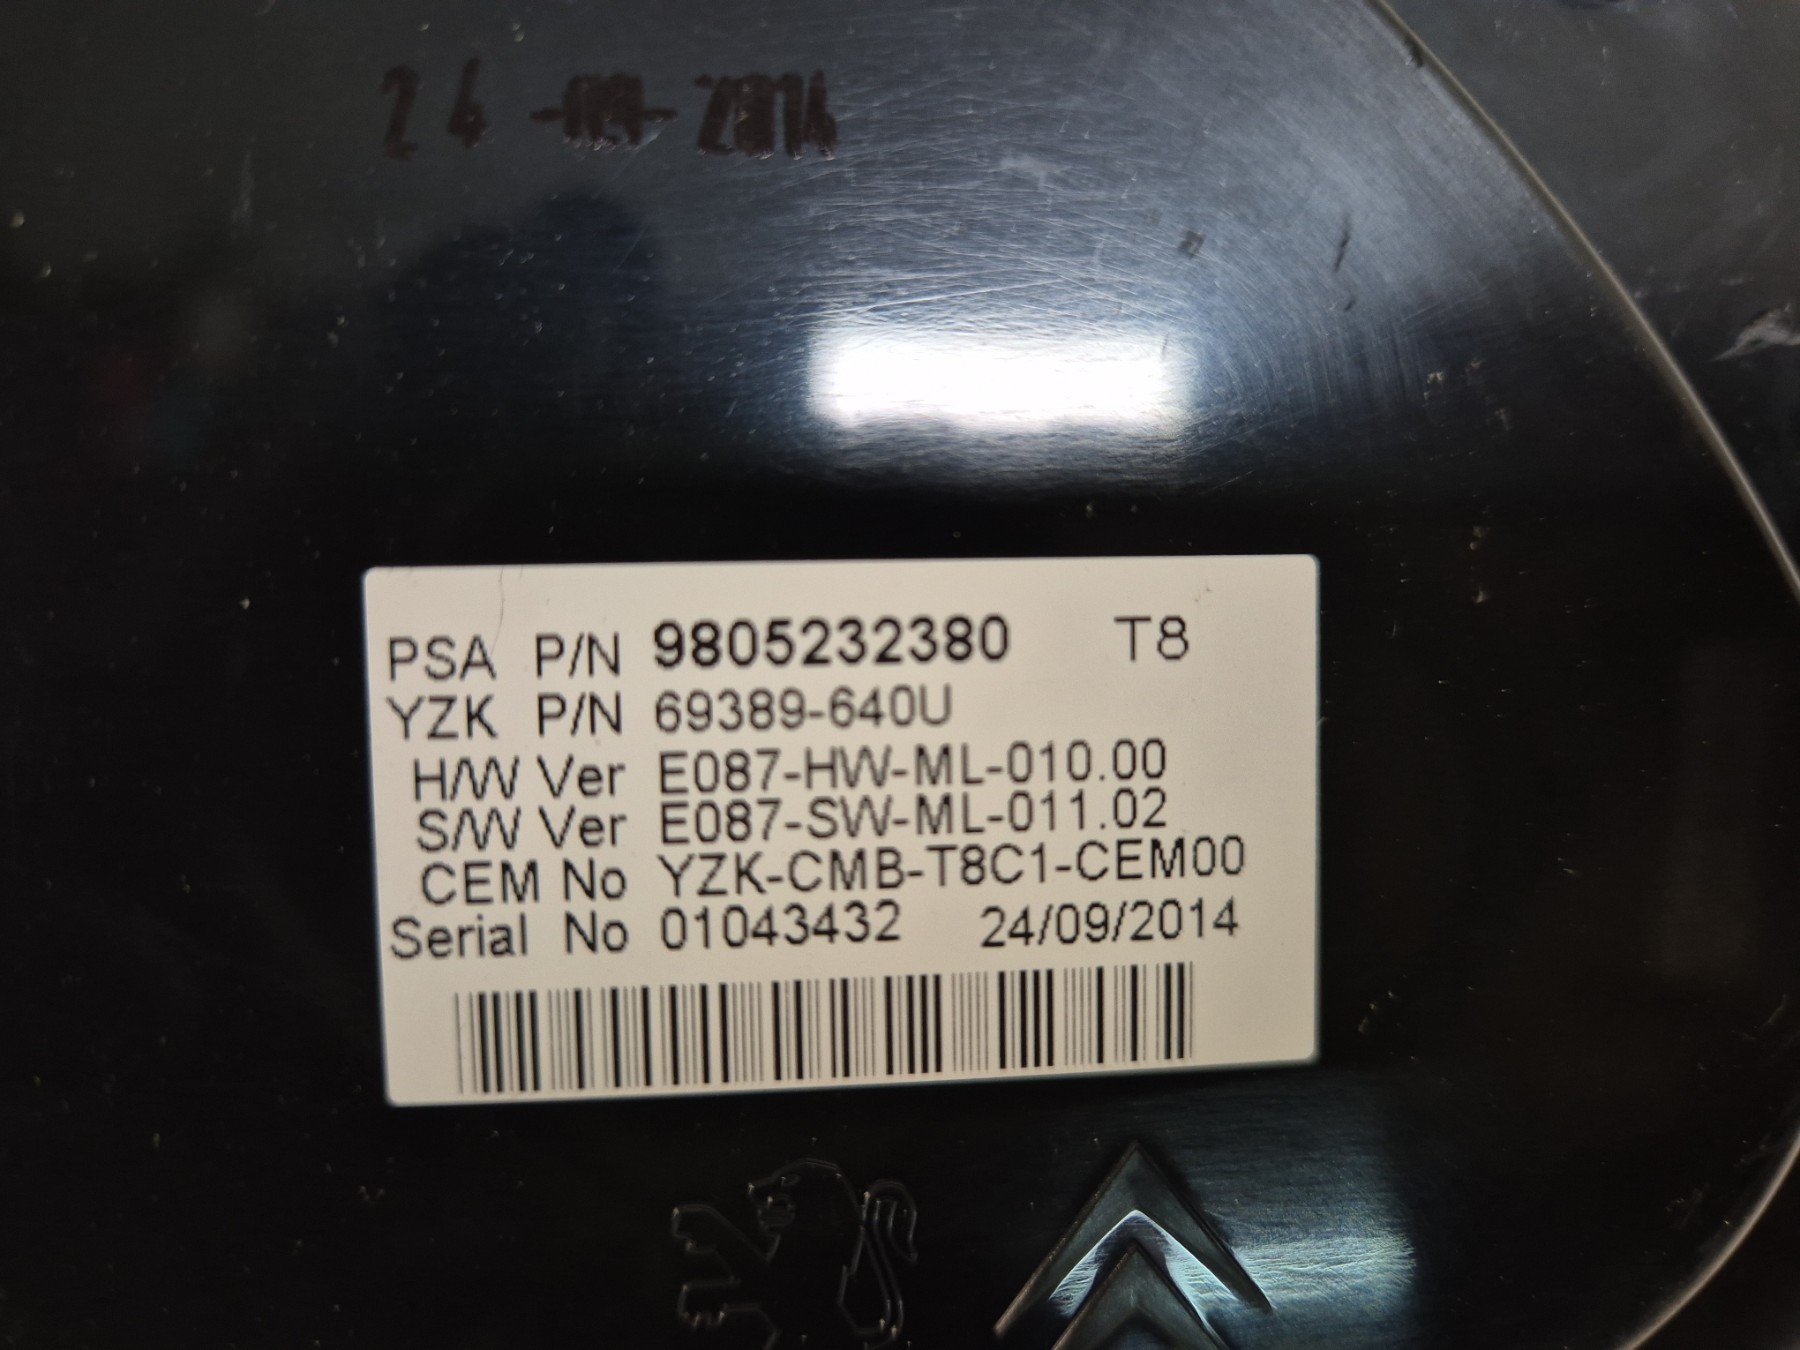 24-09-2014
PSA P/N 9805232380 T8
YZK P/N 69389-640U
H/W Ver E087-HW-ML-010.00
S/W Ver E087-SW-ML-011.02
CEM No YZK-CMB-T8C1-CEM00
Serial No 01043432 24/09/2014